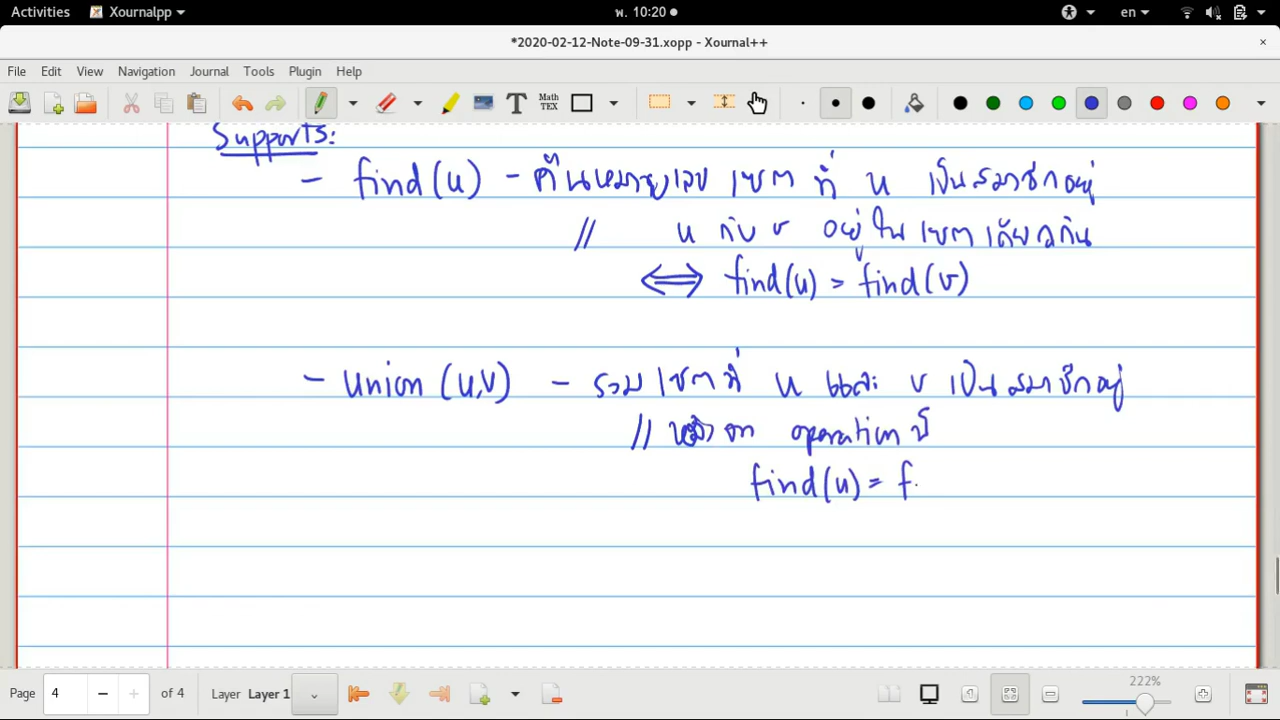 Activities Xournalpp พ. 10:20 en
*2020-02-12-Note-09-31.xopp - Xournal++
File Edit View Navigation Journal Tools Plugin Help
Math TEX
Supports:
- find(u) - คืนหมายเลข เซต ที่ u เป็นสมาชิกอยู่
// u กับ v อยู่ ใน เซตเดียวกัน
⟺ find(u) = find(v)
- Union (u,v) - รวม เซตที่ u และ v เป็นสมาชิกอยู่
// หลังจาก operation นี้
find(u) = f
Page 4 of 4 Layer Layer 1 222%